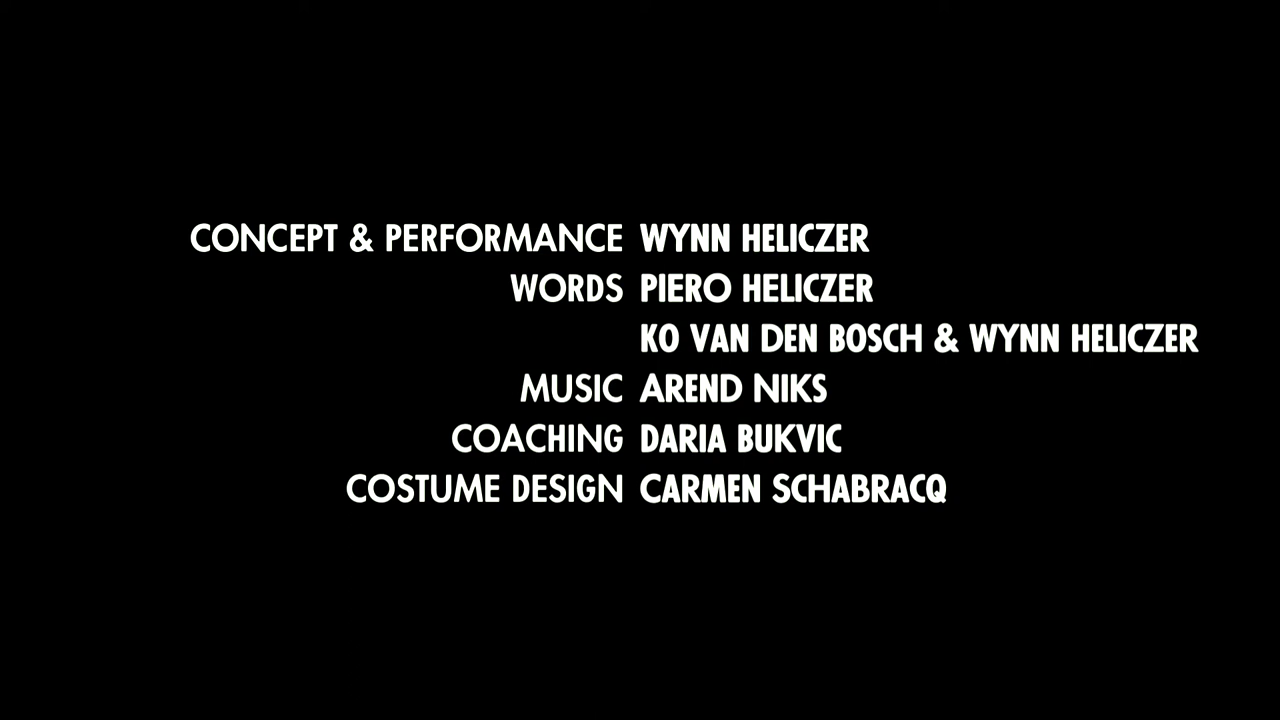 CONCEPT & PERFORMANCE WYNN HELICZER
WORDS PIERO HELICZER
KO VAN DEN BOSCH & WYNN HELICZER
MUSIC AREND NIKS
COACHING DARIA BUKVIC
COSTUME DESIGN CARMEN SCHABRACQ